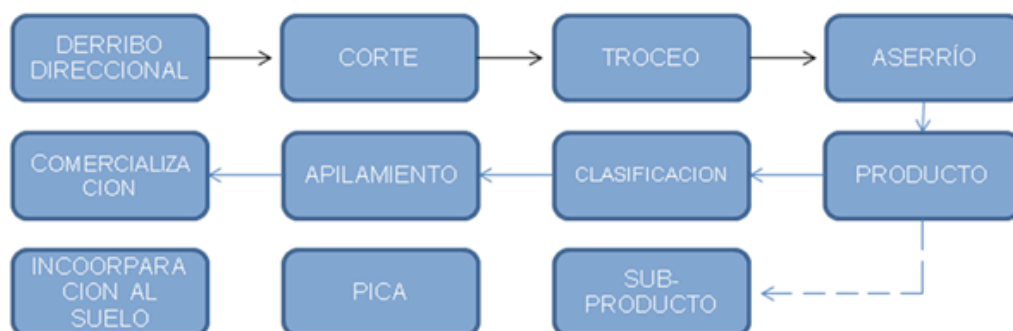 DERRIBO
DIRECCIONAL
CORTE
TROCEO
ASERRÍO
COMERCIALIZA
CION
APILAMIENTO
CLASIFICACION
PRODUCTO
INCOORPARA
CION AL
SUELO
PICA
SUB-
PRODUCTO